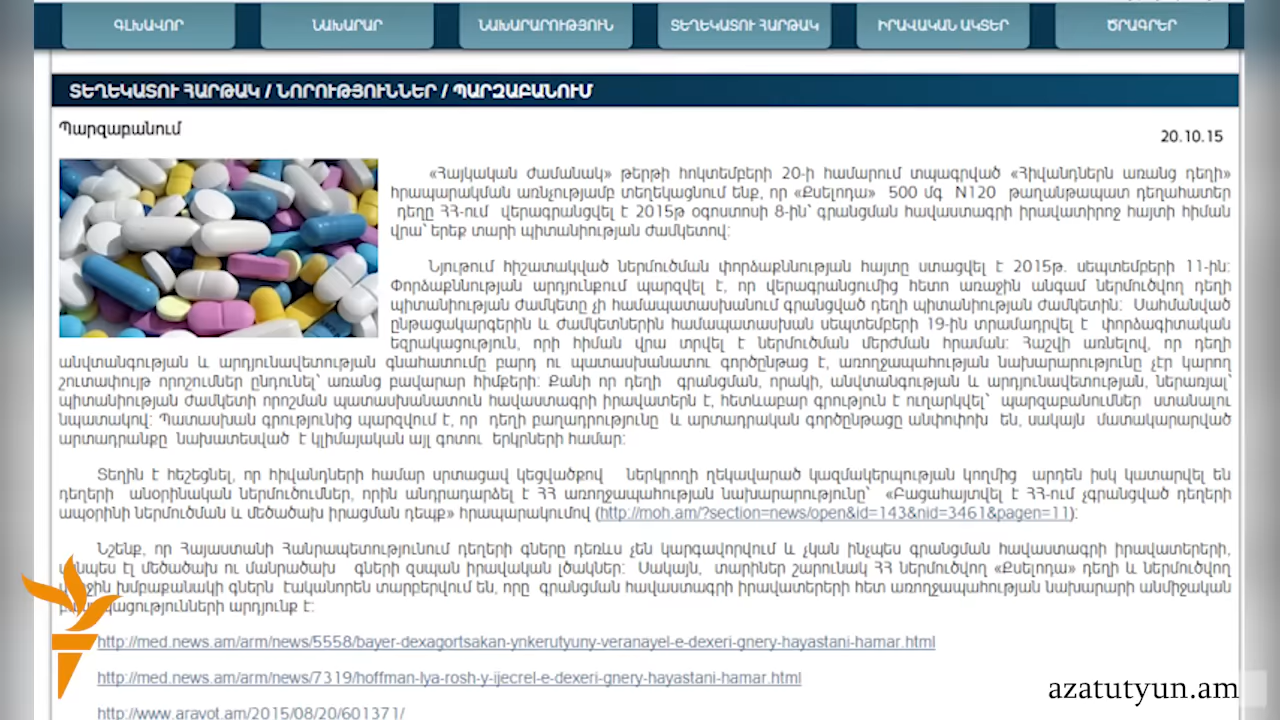 ԳԼԽԱՎՈՐ ՆԱԽԱՐԱՐ ՆԱԽԱՐԱՐՈՒԹՅՈՒՆ ՏԵՂԵԿԱՏՈՒ ՀԱՐԹԱԿ ԻՐԱՎԱԿԱՆ ԱԿՏԵՐ ԾՐԱԳՐԵՐ
ՏԵՂԵԿԱՏՈՒ ՀԱՐԹԱԿ / ՆՈՐՈՒԹՅՈՒՆՆԵՐ / ՊԱՐԶԱԲԱՆՈՒՄ
Պարզաբանում
20.10.15
«Հայկական ժամանակ» թերթի հոկտեմբերի 20-ի համարում տպագրված «Հիվանդներն առանց դեղի»
հրապարակման առնչությամբ տեղեկացնում ենք, որ «Քսելոդա» 500 մգ N120 թաղանթապատ դեղահատեր
դեղը ՀՀ-ում վերագրանցվել է 2015թ օգոստոսի 8-ին՝ գրանցման հավաստագրի իրավատիրոջ հայտի հիման
վրա՝ երեք տարի պիտանիության ժամկետով:
Նյութում հիշատակված ներմուծման փորձաքննության հայտը ստացվել է 2015թ. սեպտեմբերի 11-ին:
Փորձաքննության արդյունքում պարզվել է, որ վերագրանցումից հետո առաջին անգամ ներմուծվող դեղի
պիտանիության ժամկետը չի համապատասխանում գրանցված դեղի պիտանիության ժամկետին: Սահմանված
ընթացակարգերին և ժամկետներին համապատասխան սեպտեմբերի 19-ին տրամադրվել է փորձագիտական
եզրակացություն, որի հիման վրա տրվել է ներմուծման մերժման հրաման: Հաշվի առնելով, որ դեղի
անվտանգության և արդյունավետության գնահատումը բարդ ու պատասխանատու գործընթաց է, առողջապահության նախարարությունը չէր կարող
շուտափույթ որոշումներ ընդունել՝ առանց բավարար հիմքերի: Քանի որ դեղի գրանցման, որակի, անվտանգության և արդյունավետության, ներառյալ՝
պիտանիության ժամկետի որոշման պատասխանատուն հավաստագրի իրավատերն է, հետևաբար գրություն է ուղարկվել՝ պարզաբանումներ ստանալու
նպատակով: Պատասխան գրությունից պարզվում է, որ դեղի բաղադրությունը և արտադրական գործընթացը անփոփոխ են, սակայն մատակարարված
արտադրանքը նախատեսված է կլիմայական այլ գոտու երկրների համար:
Տեղին է հեշեցնել, որ հիվանդների համար սրտացավ կեցվածքով ներկրողի ղեկավարած կազմակերպության կողմից արդեն իսկ կատարվել են
դեղերի անօրինական ներմուծումներ, որին անդրադարձել է ՀՀ առողջապահության նախարարությունը՝ «Բացահայտվել է ՀՀ-ում չգրանցված դեղերի
ապօրինի ներմուծման և մեծածախ իրացման դեպք» հրապարակումով (http://moh.am/?section=news/open&id=143&nid=3461&pagen=11):
Նշենք, որ Հայաստանի Հանրապետությունում դեղերի գները դեռևս չեն կարգավորվում և չկան ինչպես գրանցման հավաստագրի իրավատերերի,
այնպես էլ մեծածախ ու մանրածախ գների զսպան իրավական լծակներ: Սակայն, տարիներ շարունակ ՀՀ ներմուծվող «Քսելոդա» դեղի և ներմուծվող
խմբաքանակի գներն էականորեն տարբերվում են, որը գրանցման հավաստագրի իրավատերերի հետ առողջապահության նախարարի անմիջական
արդյունք է:
http://med.news.am/arm/news/5558/bayer-dexagortsakan-ynkerutyuny-veranayel-e-dexeri-gnery-hayastani-hamar.html
http://med.news.am/arm/news/7319/hoffman-lya-rosh-y-ijecrel-e-dexeri-gnery-hayastani-hamar.html
http://www.aravot.am/2015/08/20/601371/
azatutyun.am